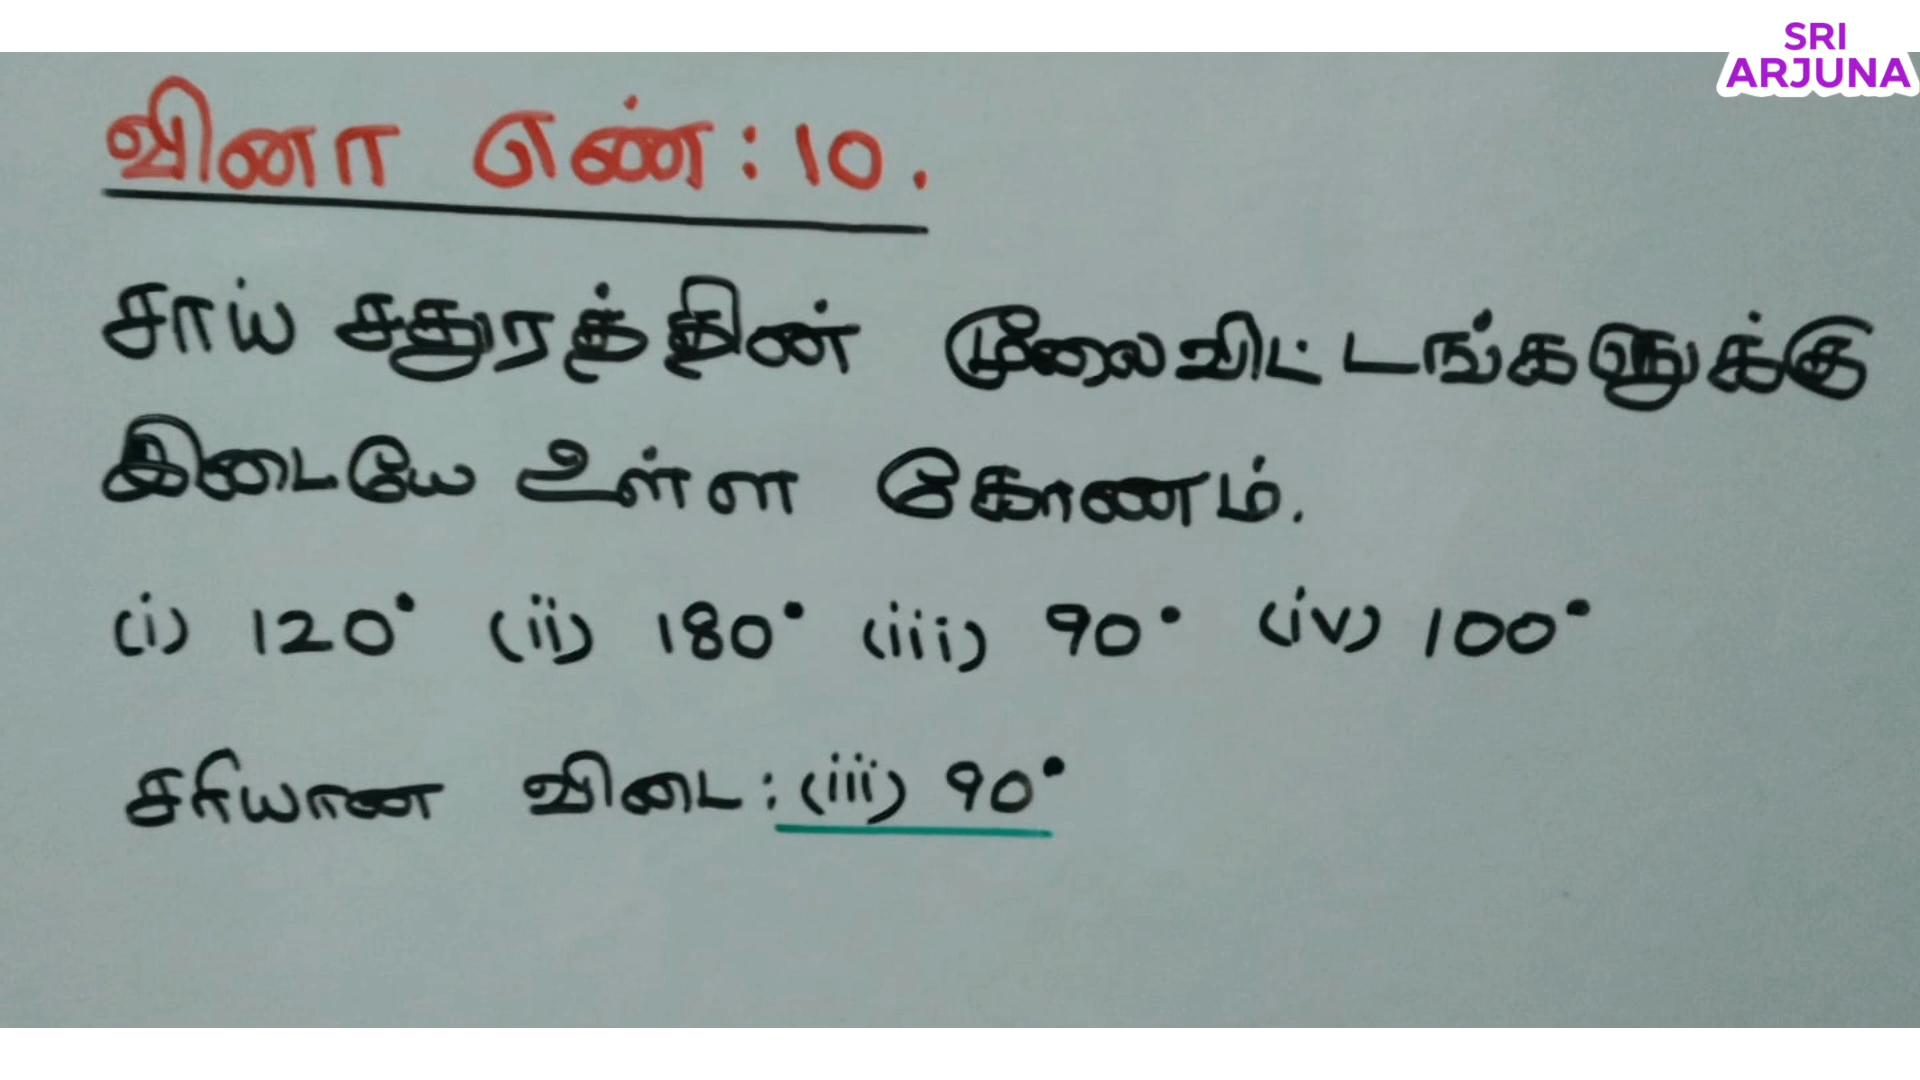 SRI
ARJUNA
வினா எண்: 10.
சாய் சதுரத்தின் மூலைவிட்டங்களுக்கு
இடையே உள்ள கோணம்.
(i) 120° (ii) 180° (iii) 90° (iv) 100°
சரியான விடை: (iii) 90°